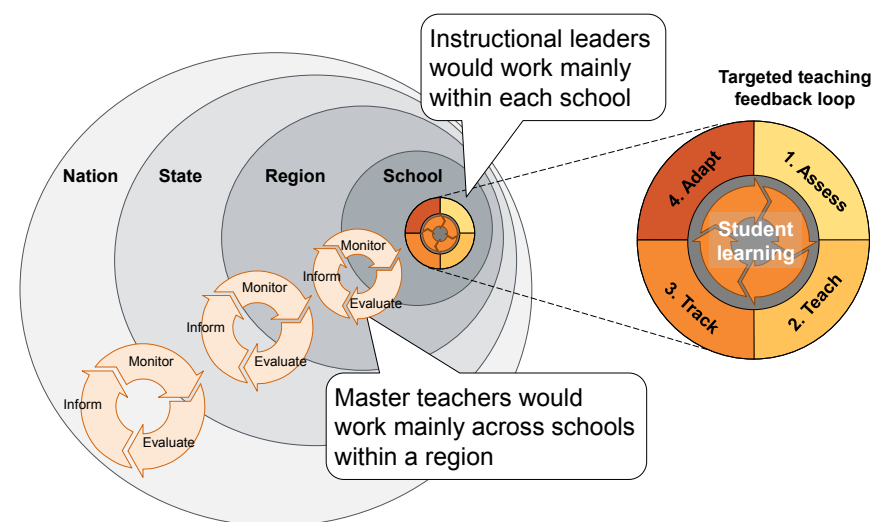 Instructional leaders
would work mainly
within each school
Targeted teaching
feedback loop
Nation
State
Region
School
4. Adapt
1. Assess
Student
learning
3. Track
2. Teach
Monitor
Inform
Evaluate
Monitor
Inform
Evaluate
Monitor
Inform
Evaluate
Master teachers would
work mainly across schools
within a region